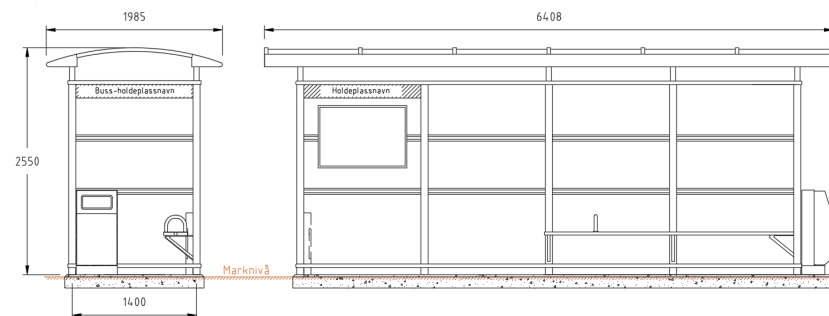 1985
6408
Buss-holdeplassnavn
Holdeplassnavn
2550
Marknivå
1400